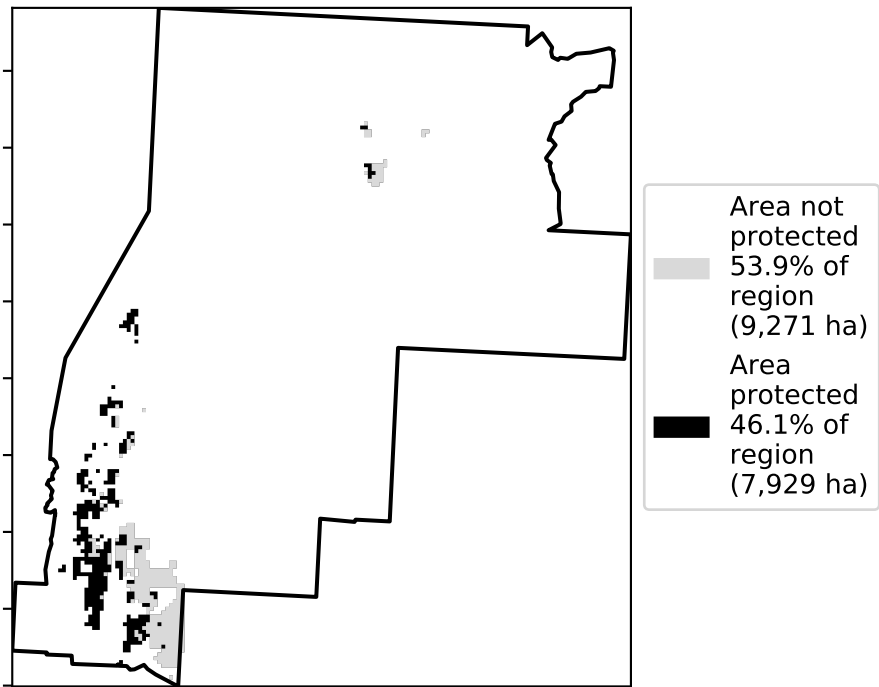 Area not
protected
53.9% of
region
(9,271 ha)
Area
protected
46.1% of
region
(7,929 ha)